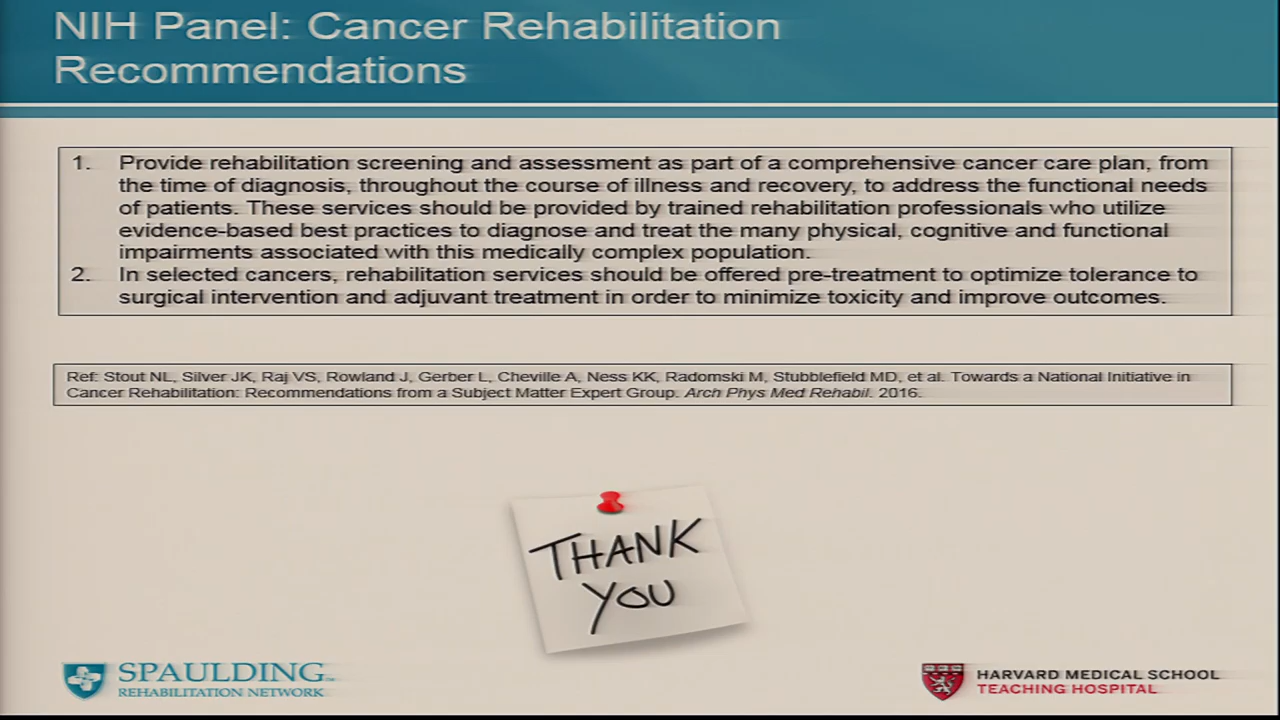 NIH Panel: Cancer Rehabilitation
Recommendations
1. Provide rehabilitation screening and assessment as part of a comprehensive cancer care plan, from
the time of diagnosis, throughout the course of illness and recovery, to address the functional needs
of patients. These services should be provided by trained rehabilitation professionals who utilize
evidence-based best practices to diagnose and treat the many physical, cognitive and functional
impairments associated with this medically complex population.
2. In selected cancers, rehabilitation services should be offered pre-treatment to optimize tolerance to
surgical intervention and adjuvant treatment in order to minimize toxicity and improve outcomes.
Ref: Stout NL, Silver JK, Raj VS, Rowland J, Gerber L, Cheville A, Ness KK, Radomski M, Stubblefield MD, et al. Towards a National Initiative in
Cancer Rehabilitation: Recommendations from a Subject Matter Expert Group. Arch Phys Med Rehabil. 2016.
THANK
YOU
SPAULDING
REHABILITATION NETWORK
HARVARD MEDICAL SCHOOL
TEACHING HOSPITAL